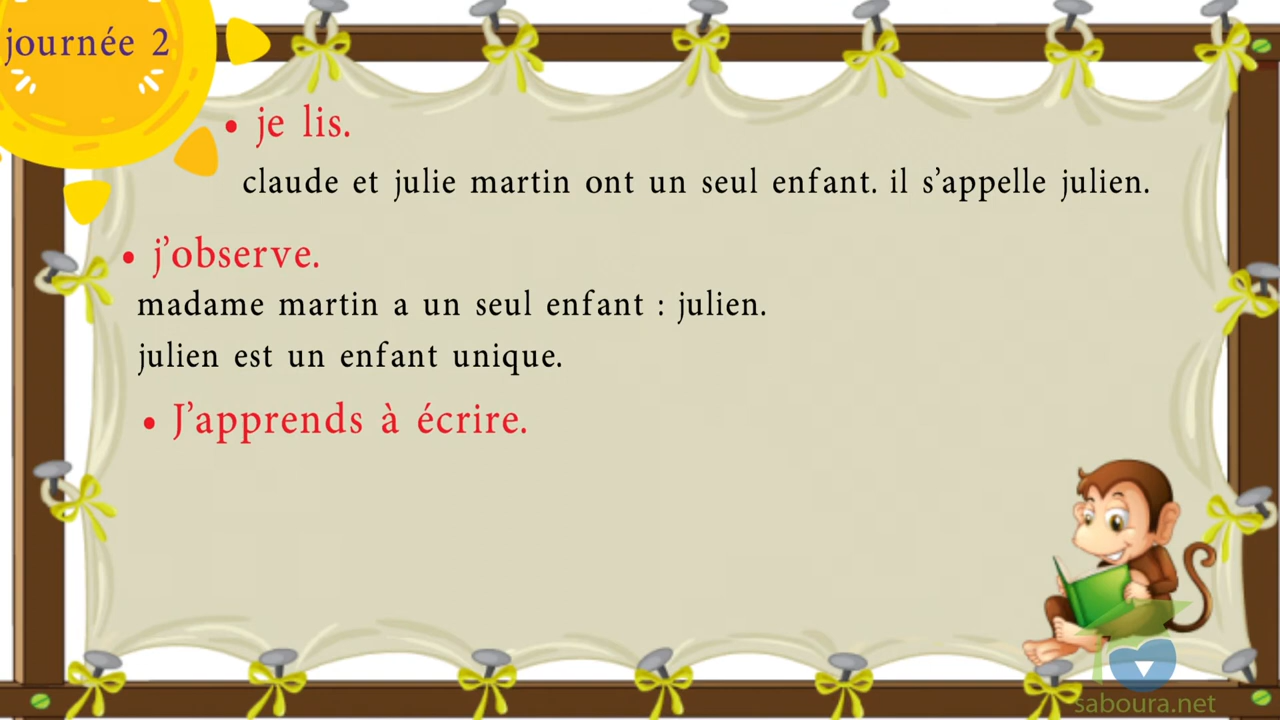 journée 2
• je lis.
claude et julie martin ont un seul enfant. il s’appelle julien.
• j’observe.
madame martin a un seul enfant : julien.
julien est un enfant unique.
• J’apprends à écrire.
saboura.net